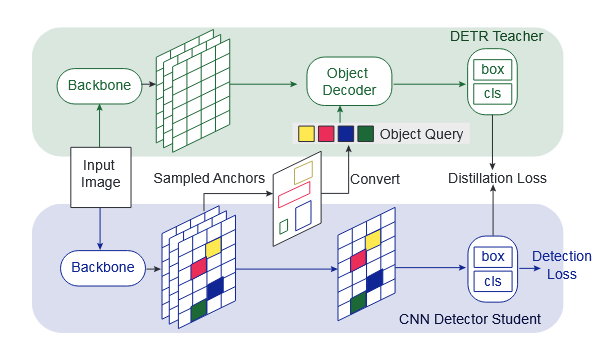 DETR Teacher
Backbone
Object
Decoder
box
cls
Object Query
Input
Image
Sampled Anchors
Convert
Distillation Loss
Backbone
box
cls
Detection
Loss
CNN Detector Student